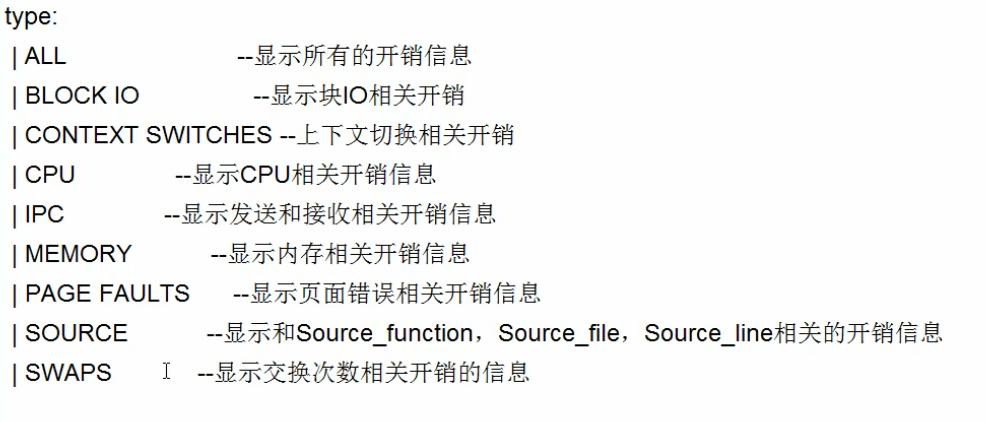 type:
| ALL --显示所有的开销信息
| BLOCK IO --显示块IO相关开销
| CONTEXT SWITCHES --上下文切换相关开销
| CPU --显示CPU相关开销信息
| IPC --显示发送和接收相关开销信息
| MEMORY --显示内存相关开销信息
| PAGE FAULTS --显示页面错误相关开销信息
| SOURCE --显示和Source_function，Source_file，Source_line相关的开销信息
| SWAPS --显示交换次数相关开销的信息